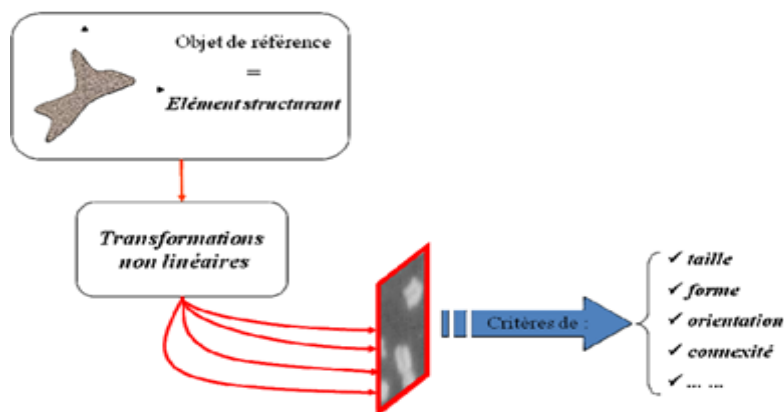 Objet de référence
=
Elément structurant
Transformations
non linéaires
Critères de :
✓ taille
✓ forme
✓ orientation
✓ connexité
✓ ... ...